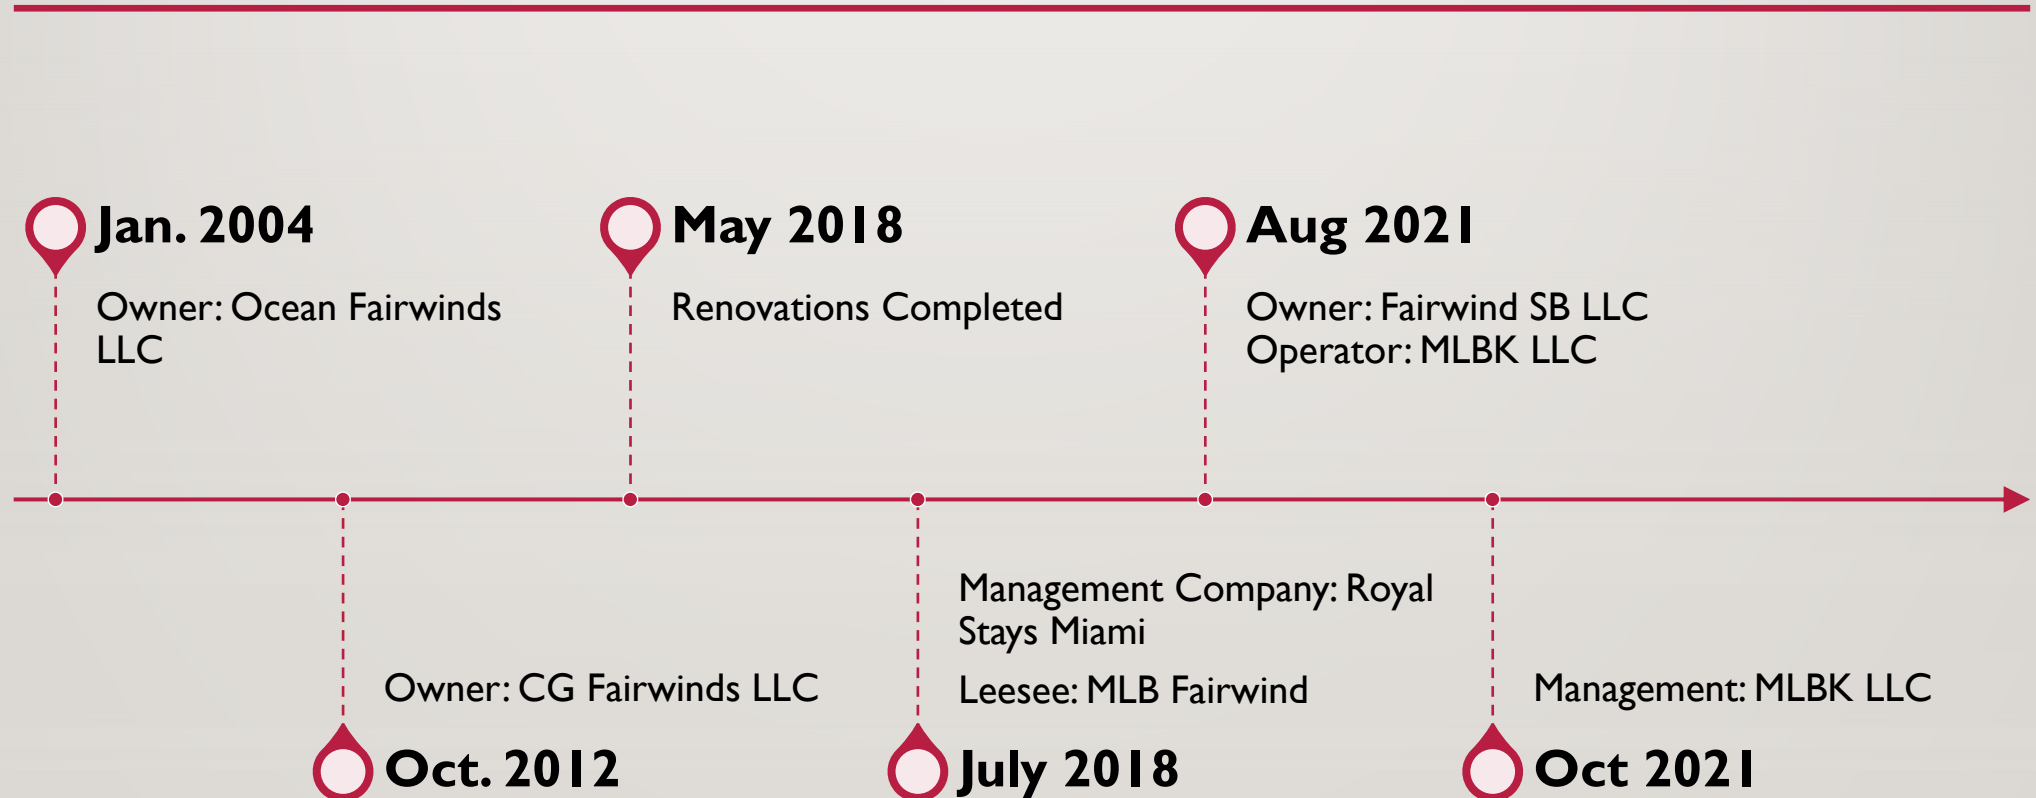 Jan. 2004
Owner: Ocean Fairwinds
LLC
Owner: CG Fairwinds LLC
Oct. 2012
May 2018
Renovations Completed
Management Company: Royal
Stays Miami
Leesee: MLB Fairwind
July 2018
Aug 2021
Owner: Fairwind SB LLC
Operator: MLBK LLC
Management: MLBK LLC
Oct 2021